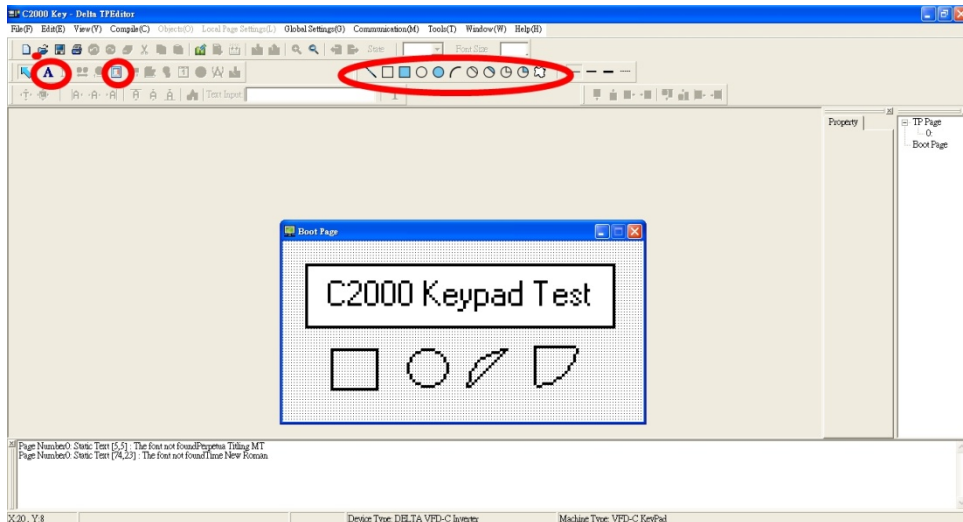 C2000 Key - Delta TPEditor
File(F) Edit(E) View(V) Compile(C) Objects(O) Local Page Settings(L) Global Settings(G) Communication(M) Tools(T) Window(W) Help(H)
State Font Size
A
Text Input
Property
TP Page
0:
Boot Page
Boot Page
C2000 Keypad Test
Page Number0: Static Text [5,5] : The font not foundPerpetua Titling MT
Page Number0: Static Text [74,23] : The font not foundTime New Roman
X:20 , Y:8 Device Type: DELTA VFD-C Inverter Machine Type: VFD-C KeyPad